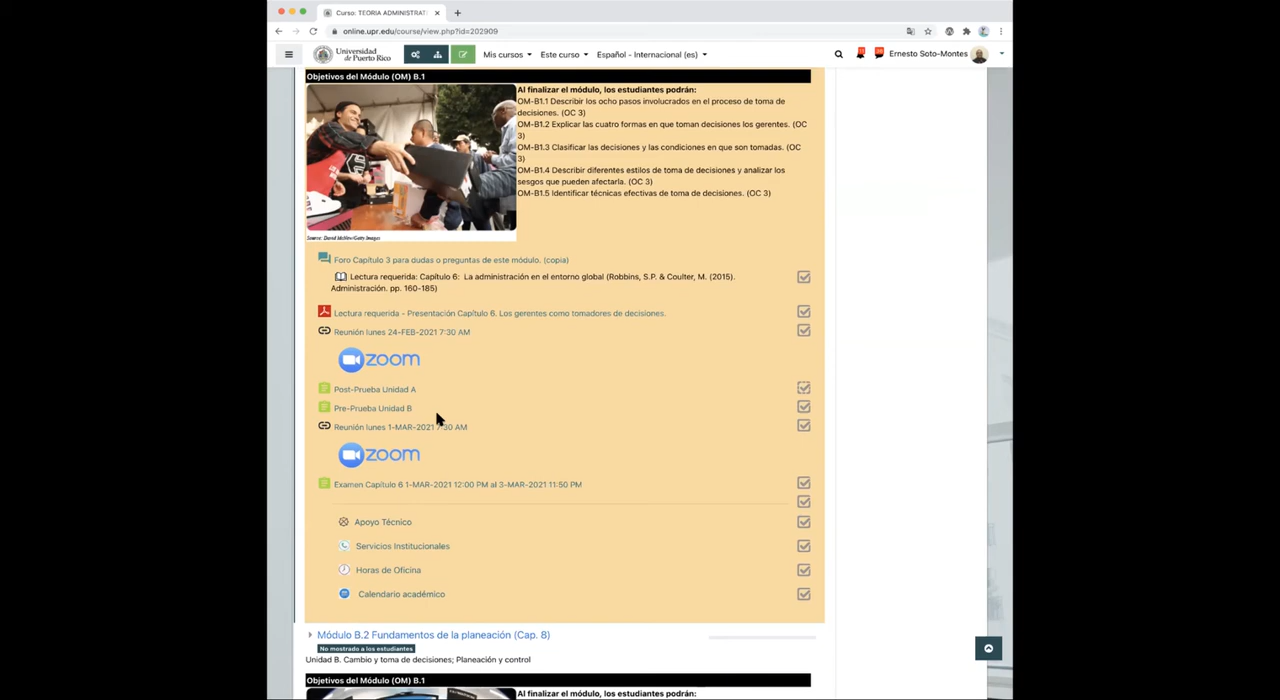 Curso: TEORIA ADMINISTRAT
online.upr.edu/course/view.php?id=202909
Universidad de Puerto Rico
Mis cursos
Este curso
Español - Internacional (es)
Ernesto Soto-Montes
Objetivos del Módulo (OM) B.1
Al finalizar el módulo, los estudiantes podrán:
OM-B1.1 Describir los ocho pasos involucrados en el proceso de toma de
decisiones. (OC 3)
OM-B1.2 Explicar las cuatro formas en que toman decisiones los gerentes. (OC
3)
OM-B1.3 Clasificar las decisiones y las condiciones en que son tomadas. (OC
3)
OM-B1.4 Describir diferentes estilos de toma de decisiones y analizar los
sesgos que pueden afectarla. (OC 3)
OM-B1.5 Identificar técnicas efectivas de toma de decisiones. (OC 3)
Foro Capítulo 3 para dudas o preguntas de este módulo. (copia)
Lectura requerida: Capítulo 6: La administración en el entorno global (Robbins, S.P. & Coulter, M. (2015).
Administración. pp. 160-185)
Lectura requerida - Presentación Capítulo 6. Los gerentes como tomadores de decisiones.
Reunión lunes 24-FEB-2021 7:30 AM
zoom
Post-Prueba Unidad A
Pre-Prueba Unidad B
Reunión lunes 1-MAR-2021 7:30 AM
zoom
Examen Capítulo 6 1-MAR-2021 12:00 PM al 3-MAR-2021 11:50 PM
Apoyo Técnico
Servicios Institucionales
Horas de Oficina
Calendario académico
Módulo B.2 Fundamentos de la planeación (Cap. 8)
No mostrado a los estudiantes
Unidad B. Cambio y toma de decisiones; Planeación y control
Objetivos del Módulo (OM) B.1
Al finalizar el módulo, los estudiantes podrán: